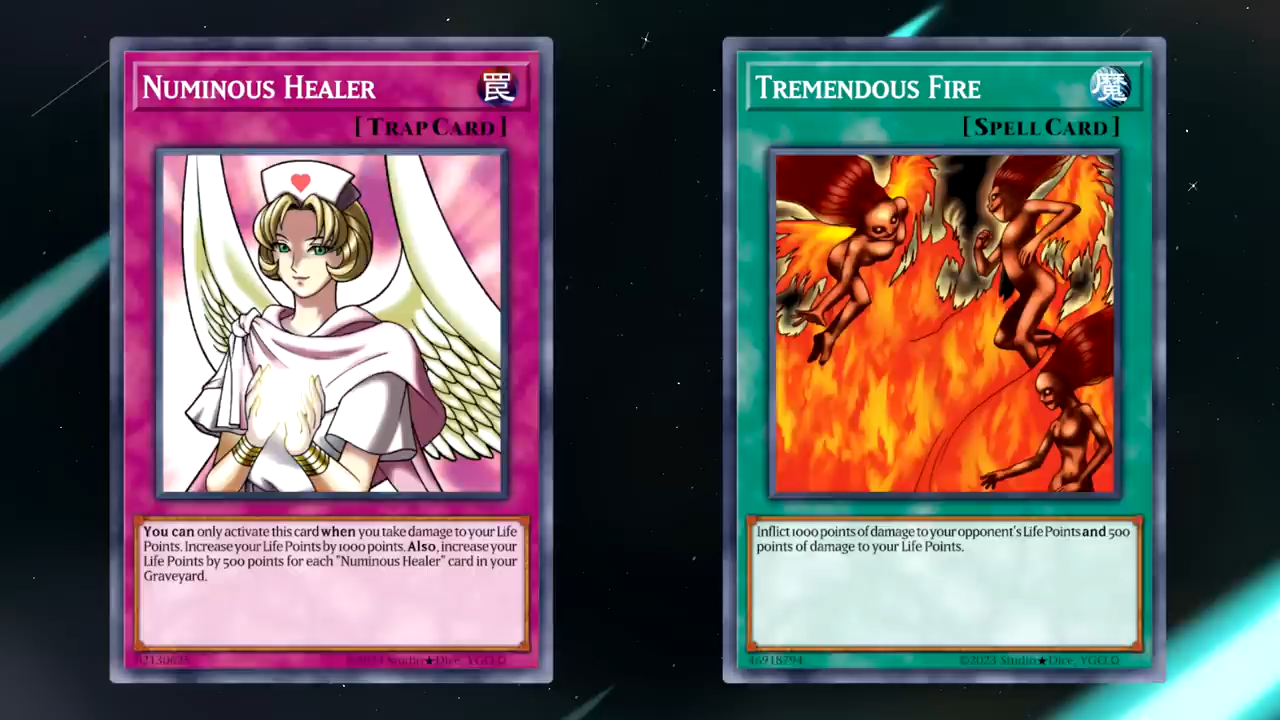 NUMINOUS HEALER
罠
[ TRAP CARD ]
You can only activate this card when you take damage to your Life
Points. Increase your Life Points by 1000 points. Also, increase your
Life Points by 500 points for each "Numinous Healer" card in your
Graveyard.
©2023 Studio★Dice, YGO.O
TREMENDOUS FIRE
魔
[ SPELL CARD ]
Inflict 1000 points of damage to your opponent's Life Points and 500
points of damage to your Life Points.
46918794
©2023 Studio★Dice, YGO.O